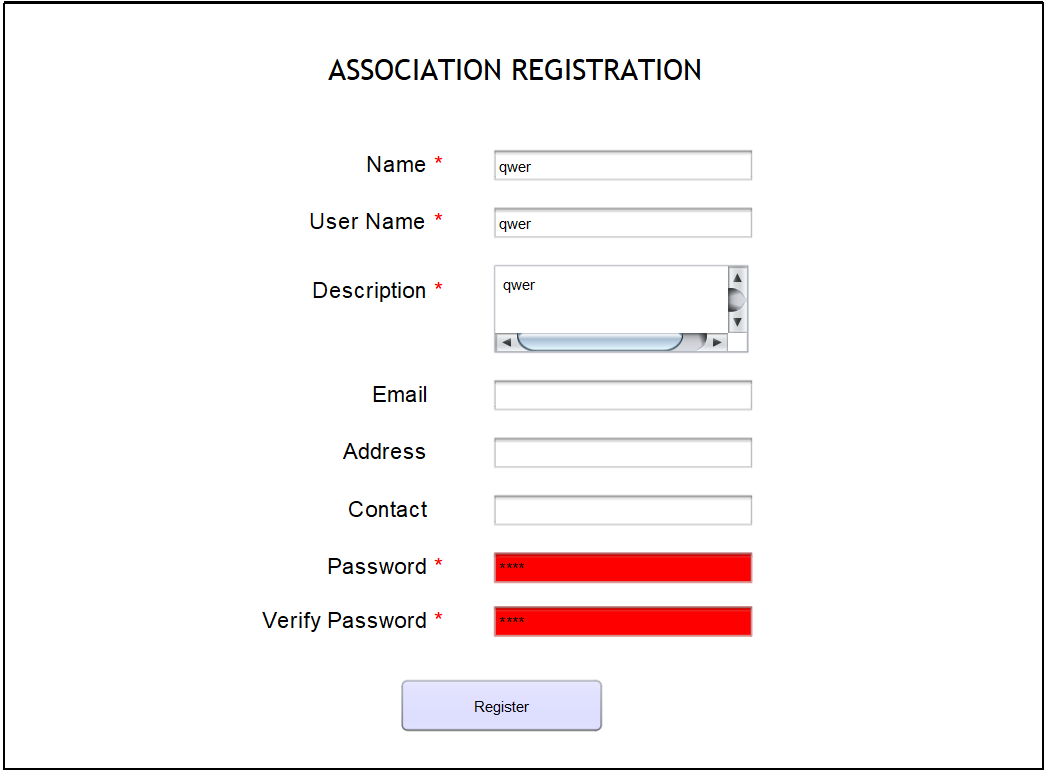 ASSOCIATION REGISTRATION
Name * qwer
User Name * qwer
Description * qwer
Email
Address
Contact
Password * ****
Verify Password * ****
Register